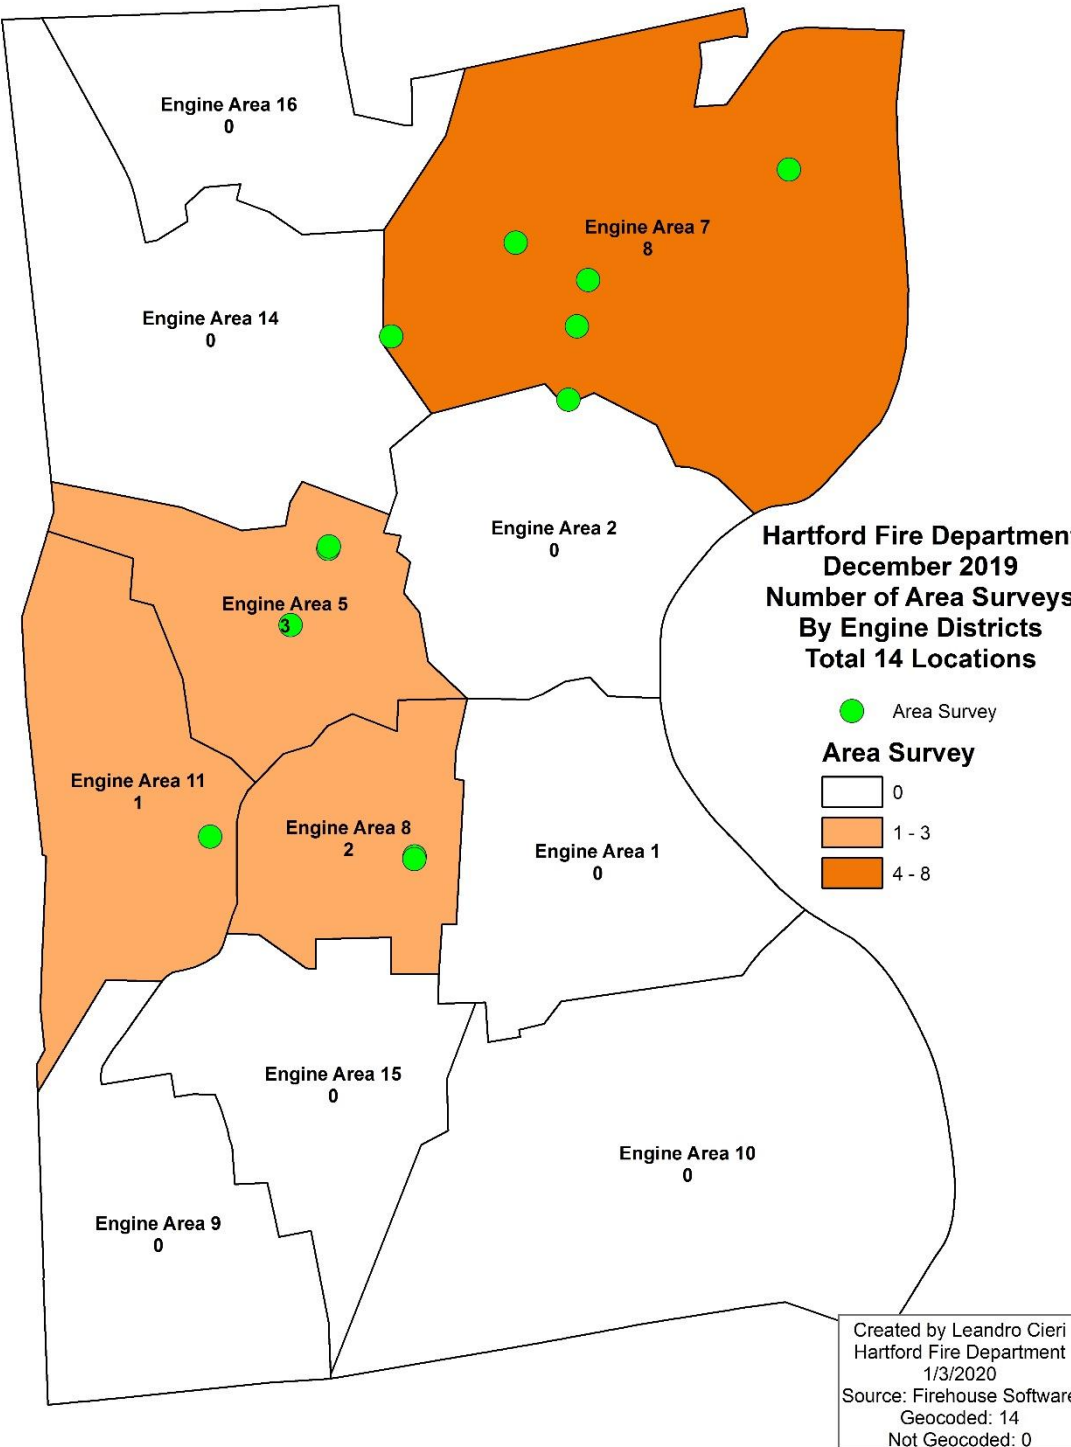 Engine Area 16
0
Engine Area 7
8
Engine Area 14
0
Engine Area 2
0
Hartford Fire Departmen
December 2019
Number of Area Surveys
By Engine Districts
Total 14 Locations
Area Survey
Area Survey
0
1 - 3
4 - 8
Engine Area 5
3
Engine Area 11
1
Engine Area 8
2
Engine Area 1
0
Engine Area 15
0
Engine Area 10
0
Engine Area 9
0
Created by Leandro Cieri
Hartford Fire Department
1/3/2020
Source: Firehouse Software
Geocoded: 14
Not Geocoded: 0